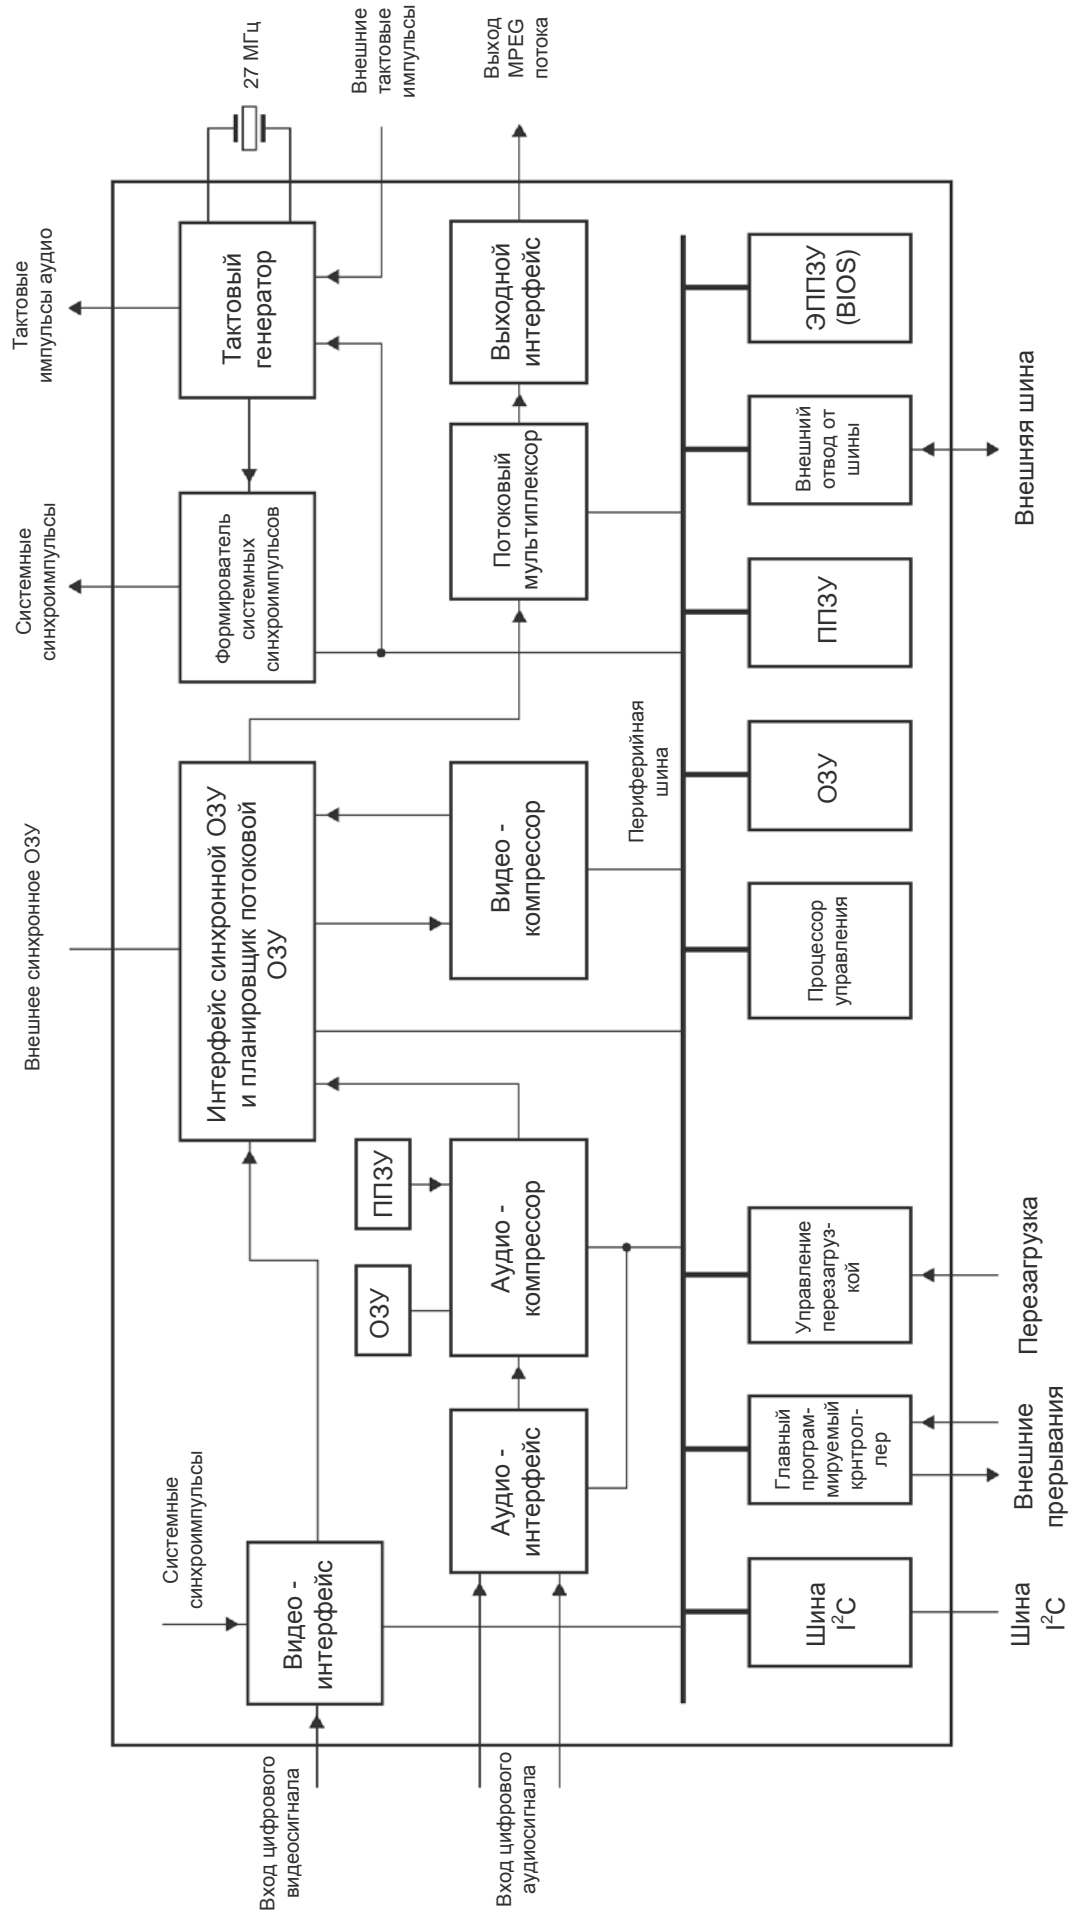 Тактовые
импульсы аудио
Системные
синхроимпульсы
Внешнее синхронное ОЗУ
Системные
синхроимпульсы
27 МГц
Внешние
тактовые
импульсы
Выход
MPEG
потока
Вход цифрового
видеосигнала
Вход цифрового
аудиосигнала
Видео -
интерфейс
Интерфейс синхронной ОЗУ
и планировщик потоковой
ОЗУ
Формирователь
системных
синхроимпульсов
Тактовый
генератор
ОЗУ
ППЗУ
Аудио -
интерфейс
Аудио -
компрессор
Видео -
компрессор
Потоковый
мультиплексор
Выходной
интерфейс
Периферийная
шина
Шина
I²C
Главный
програм-
мируемый
крнтрол-
лер
Управление
перезагруз-
кой
Процессор
управления
ОЗУ
ППЗУ
Внешний
отвод от
шины
ЭППЗУ
(BIOS)
Шина
I²C
Внешние
прерывания
Перезагрузка
Внешняя шина